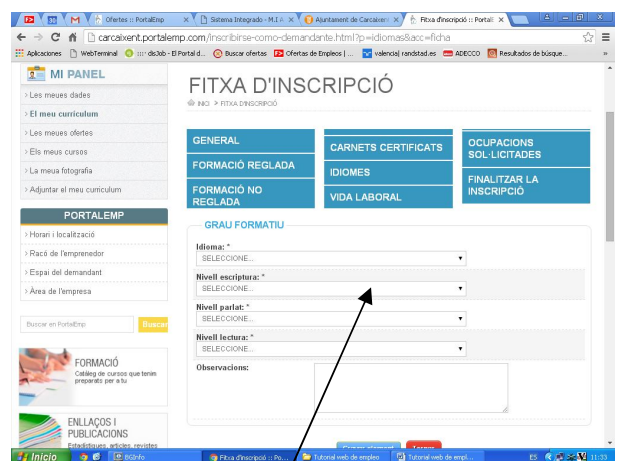 Ofertes :: PortalEmp
Sistema Integrado - M.I A
Ajuntament de Carcaixen
Fitxa d'inscripció :: Portal
carcaixent.portalemp.com/inscribirse-como-demandante.html?p=idiomas&acc=ficha
Aplicaciones
WebTerminal
Buscar ofertas
Ofertas de Empleos | ...
valencia| randstad.es
ADECCO
Resultados de búsque...
MI PANEL
> Les meues dades
> El meu currículum
> Les meues ofertes
> Els meus cursos
> La meua fotografia
> Adjuntar el meu currículum
PORTALEMP
> Horari i localització
> Racó de l'emprenedor
> Espai del demandant
> Àrea de l'empresa
Buscar en PortalEmp
Buscar
FORMACIÓ
Catàleg de cursos que tenim
preparats per a tu
ENLLAÇOS I
PUBLICACIONS
Estadístiques, articles, revistes
FITXA D'INSCRIPCIÓ
INICI > FITXA D'INSCRIPCIÓ
GENERAL
FORMACIÓ REGLADA
FORMACIÓ NO
REGLADA
CARNETS CERTIFICATS
IDIOMES
VIDA LABORAL
OCUPACIONS
SOL·LICITADES
FINALITZAR LA
INSCRIPCIÓ
GRAU FORMATIU
Idioma: *
SELECCIONE...
Nivell escriptura: *
SELECCIONE...
Nivell parlat: *
SELECCIONE...
Nivell lectura: *
SELECCIONE...
Observacions:
Inicio
BGInfo
Fitxa d'inscripció :: Po...
Tutorial web de empleo
Tutorial web de empl...
ES
11:33